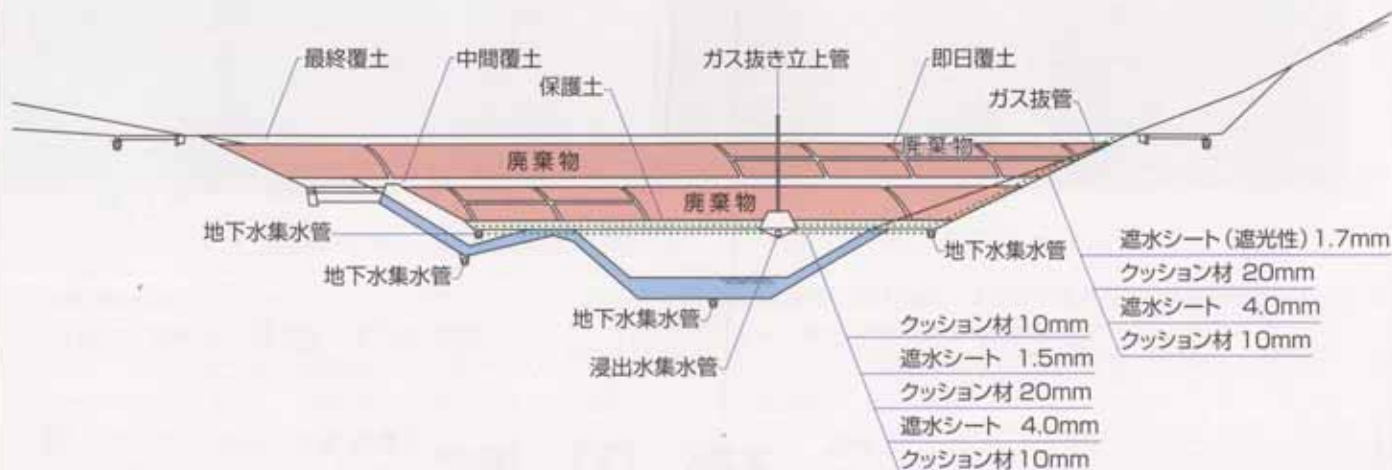 最終覆土
中間覆土
保護土
ガス抜き立上管
即日覆土
ガス抜管
廃棄物
廃棄物
廃棄物
地下水集水管
地下水集水管
地下水集水管
地下水集水管
浸出水集水管
遮水シート(遮光性) 1.7mm
クッション材 20mm
遮水シート 4.0mm
クッション材 10mm
クッション材 10mm
遮水シート 1.5mm
クッション材 20mm
遮水シート 4.0mm
クッション材 10mm